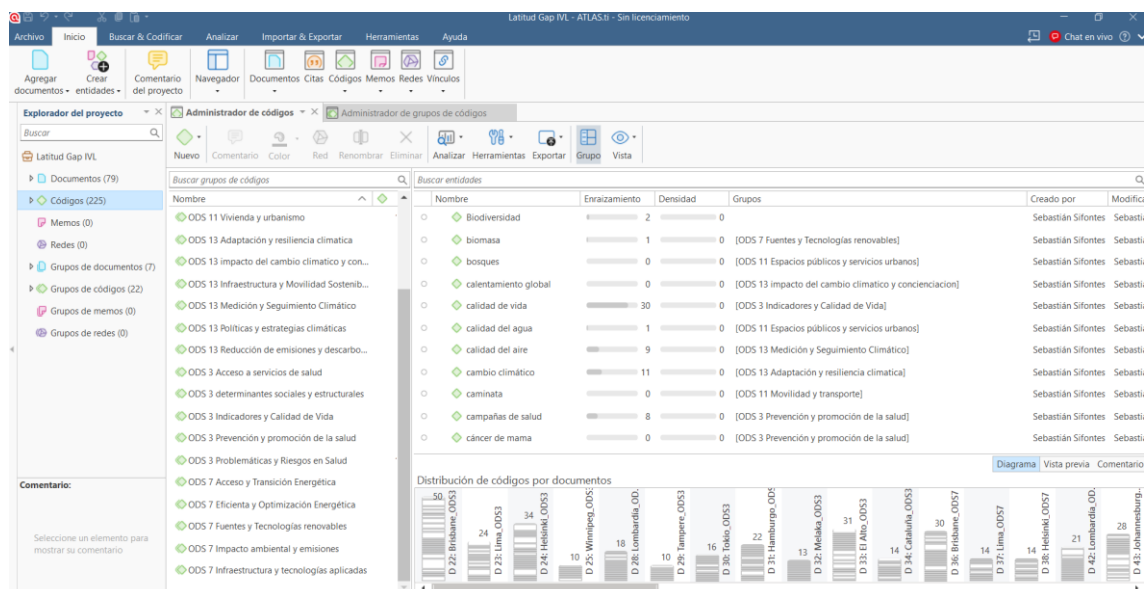 Latitud Gap IVL - ATLAS.ti - Sin licenciamiento
Archivo Inicio Buscar & Codificar Analizar Importar & Exportar Herramientas Ayuda Chat en vivo
Agregar documentos Crear entidades Comentario del proyecto Navegador Documentos Citas Códigos Memos Redes Vínculos
Explorador del proyecto
Buscar
Latitud Gap IVL
Documentos (79)
Códigos (225)
Memos (0)
Redes (0)
Grupos de documentos (7)
Grupos de códigos (22)
Grupos de memos (0)
Grupos de redes (0)
Comentario:
Seleccione un elemento para
mostrar su comentario
Administrador de códigos Administrador de grupos de códigos
Nuevo Comentario Color Red Renombrar Eliminar Analizar Herramientas Exportar Grupo Vista
Buscar grupos de códigos
Nombre
ODS 11 Vivienda y urbanismo
ODS 13 Adaptación y resiliencia climatica
ODS 13 impacto del cambio climatico y con...
ODS 13 Infraestructura y Movilidad Sostenib...
ODS 13 Medición y Seguimiento Climático
ODS 13 Políticas y estrategias climáticas
ODS 13 Reducción de emisiones y descarbo...
ODS 3 Acceso a servicios de salud
ODS 3 determinantes sociales y estructurales
ODS 3 Indicadores y Calidad de Vida
ODS 3 Prevención y promoción de la salud
ODS 3 Problemáticas y Riesgos en Salud
ODS 7 Acceso y Transición Energética
ODS 7 Eficienta y Optimización Energética
ODS 7 Fuentes y Tecnologías renovables
ODS 7 Impacto ambiental y emisiones
ODS 7 Infraestructura y tecnologías aplicadas
Buscar entidades
Nombre Enraizamiento Densidad Grupos Creado por Modifica
Biodiversidad 2 0 Sebastián Sifontes Sebastiá
biomasa 1 0 [ODS 7 Fuentes y Tecnologías renovables] Sebastián Sifontes Sebastiá
bosques 0 0 [ODS 11 Espacios públicos y servicios urbanos] Sebastián Sifontes Sebastiá
calentamiento global 0 0 [ODS 13 impacto del cambio climatico y concienciacion] Sebastián Sifontes Sebastiá
calidad de vida 30 0 [ODS 3 Indicadores y Calidad de Vida] Sebastián Sifontes Sebastiá
calidad del agua 1 0 [ODS 11 Espacios públicos y servicios urbanos] Sebastián Sifontes Sebastiá
calidad del aire 9 0 [ODS 13 Medición y Seguimiento Climático] Sebastián Sifontes Sebastiá
cambio climático 11 0 [ODS 13 Adaptación y resiliencia climatica] Sebastián Sifontes Sebastiá
caminata 0 0 [ODS 11 Movilidad y transporte] Sebastián Sifontes Sebastiá
campañas de salud 8 0 [ODS 3 Prevención y promoción de la salud] Sebastián Sifontes Sebastiá
cáncer de mama 0 0 [ODS 3 Prevención y promoción de la salud] Sebastián Sifontes Sebastiá
Diagrama Vista previa Comentario
Distribución de códigos por documentos
50 D 22: Brisbane_ODS3
24 D 23: Lima_ODS3
34 D 24: Helsinki_ODS3
10 D 25: Winnipeg_ODS:
18 D 28: Lombardía_OD.
10 D 29: Tampere_ODS3
16 D 30: Tokio_ODS3
22 D 31: Hamburgo_ODS
13 D 32: Melaka_ODS3
31 D 33: El Alto_ODS3
14 D 34: Cataluña_ODS3
30 D 36: Brisbane_ODS7
14 D 37: Lima_ODS7
14 D 38: Helsinki_ODS7
21 D 42: Lombardia_OD.
28 D 43: Johanesburg...